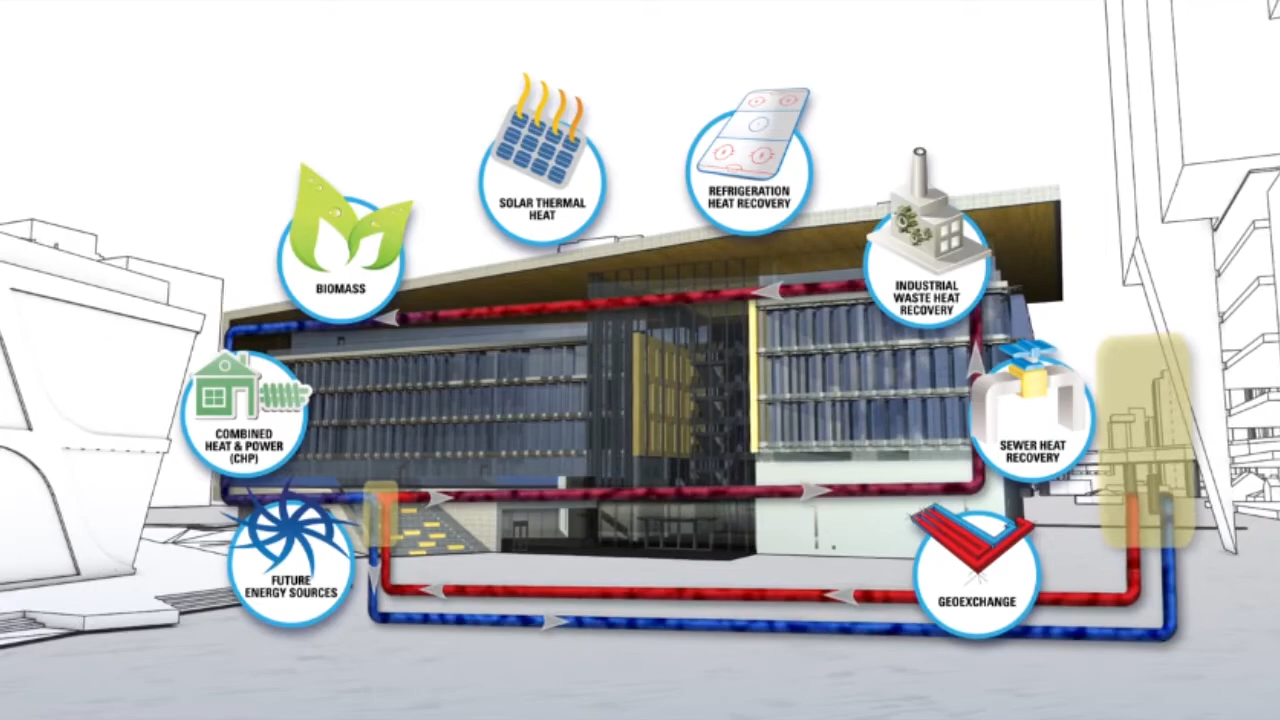 SOLAR THERMAL
HEAT
REFRIGERATION
HEAT RECOVERY
BIOMASS
INDUSTRIAL
WASTE HEAT
RECOVERY
COMBINED
HEAT & POWER
(CHP)
SEWER HEAT
RECOVERY
FUTURE
ENERGY SOURCES
GEOEXCHANGE